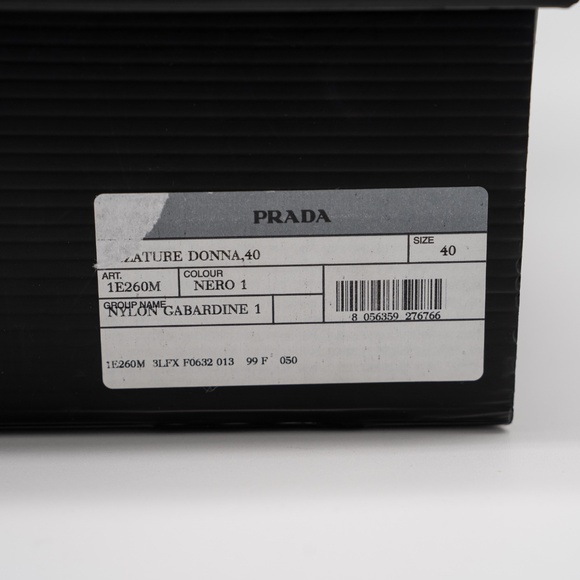 PRADA
ZATURE DONNA,40
SIZE
40
ART.
1E260M
COLOUR
NERO 1
GROUP NAME
NYLON GABARDINE 1
8 056359 276766
1E260M 3LFX F0632 013 99 F 050